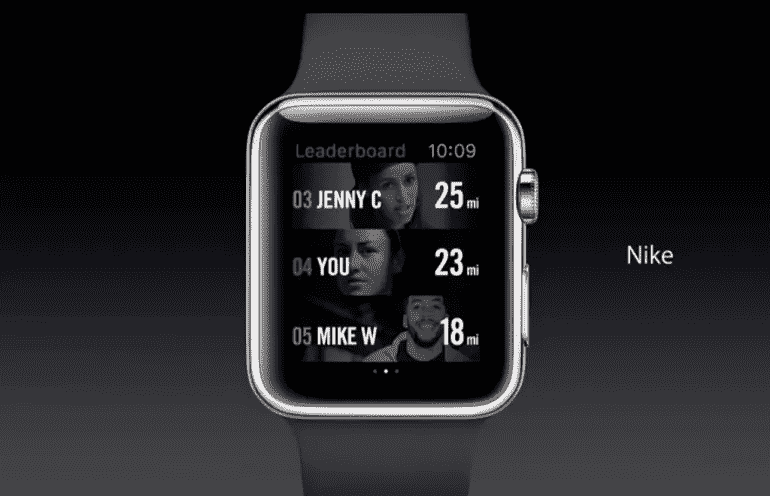 Leaderboard 10:09
03 JENNY C 25 mi
04 YOU 23 mi
05 MIKE W 18 mi
Nike